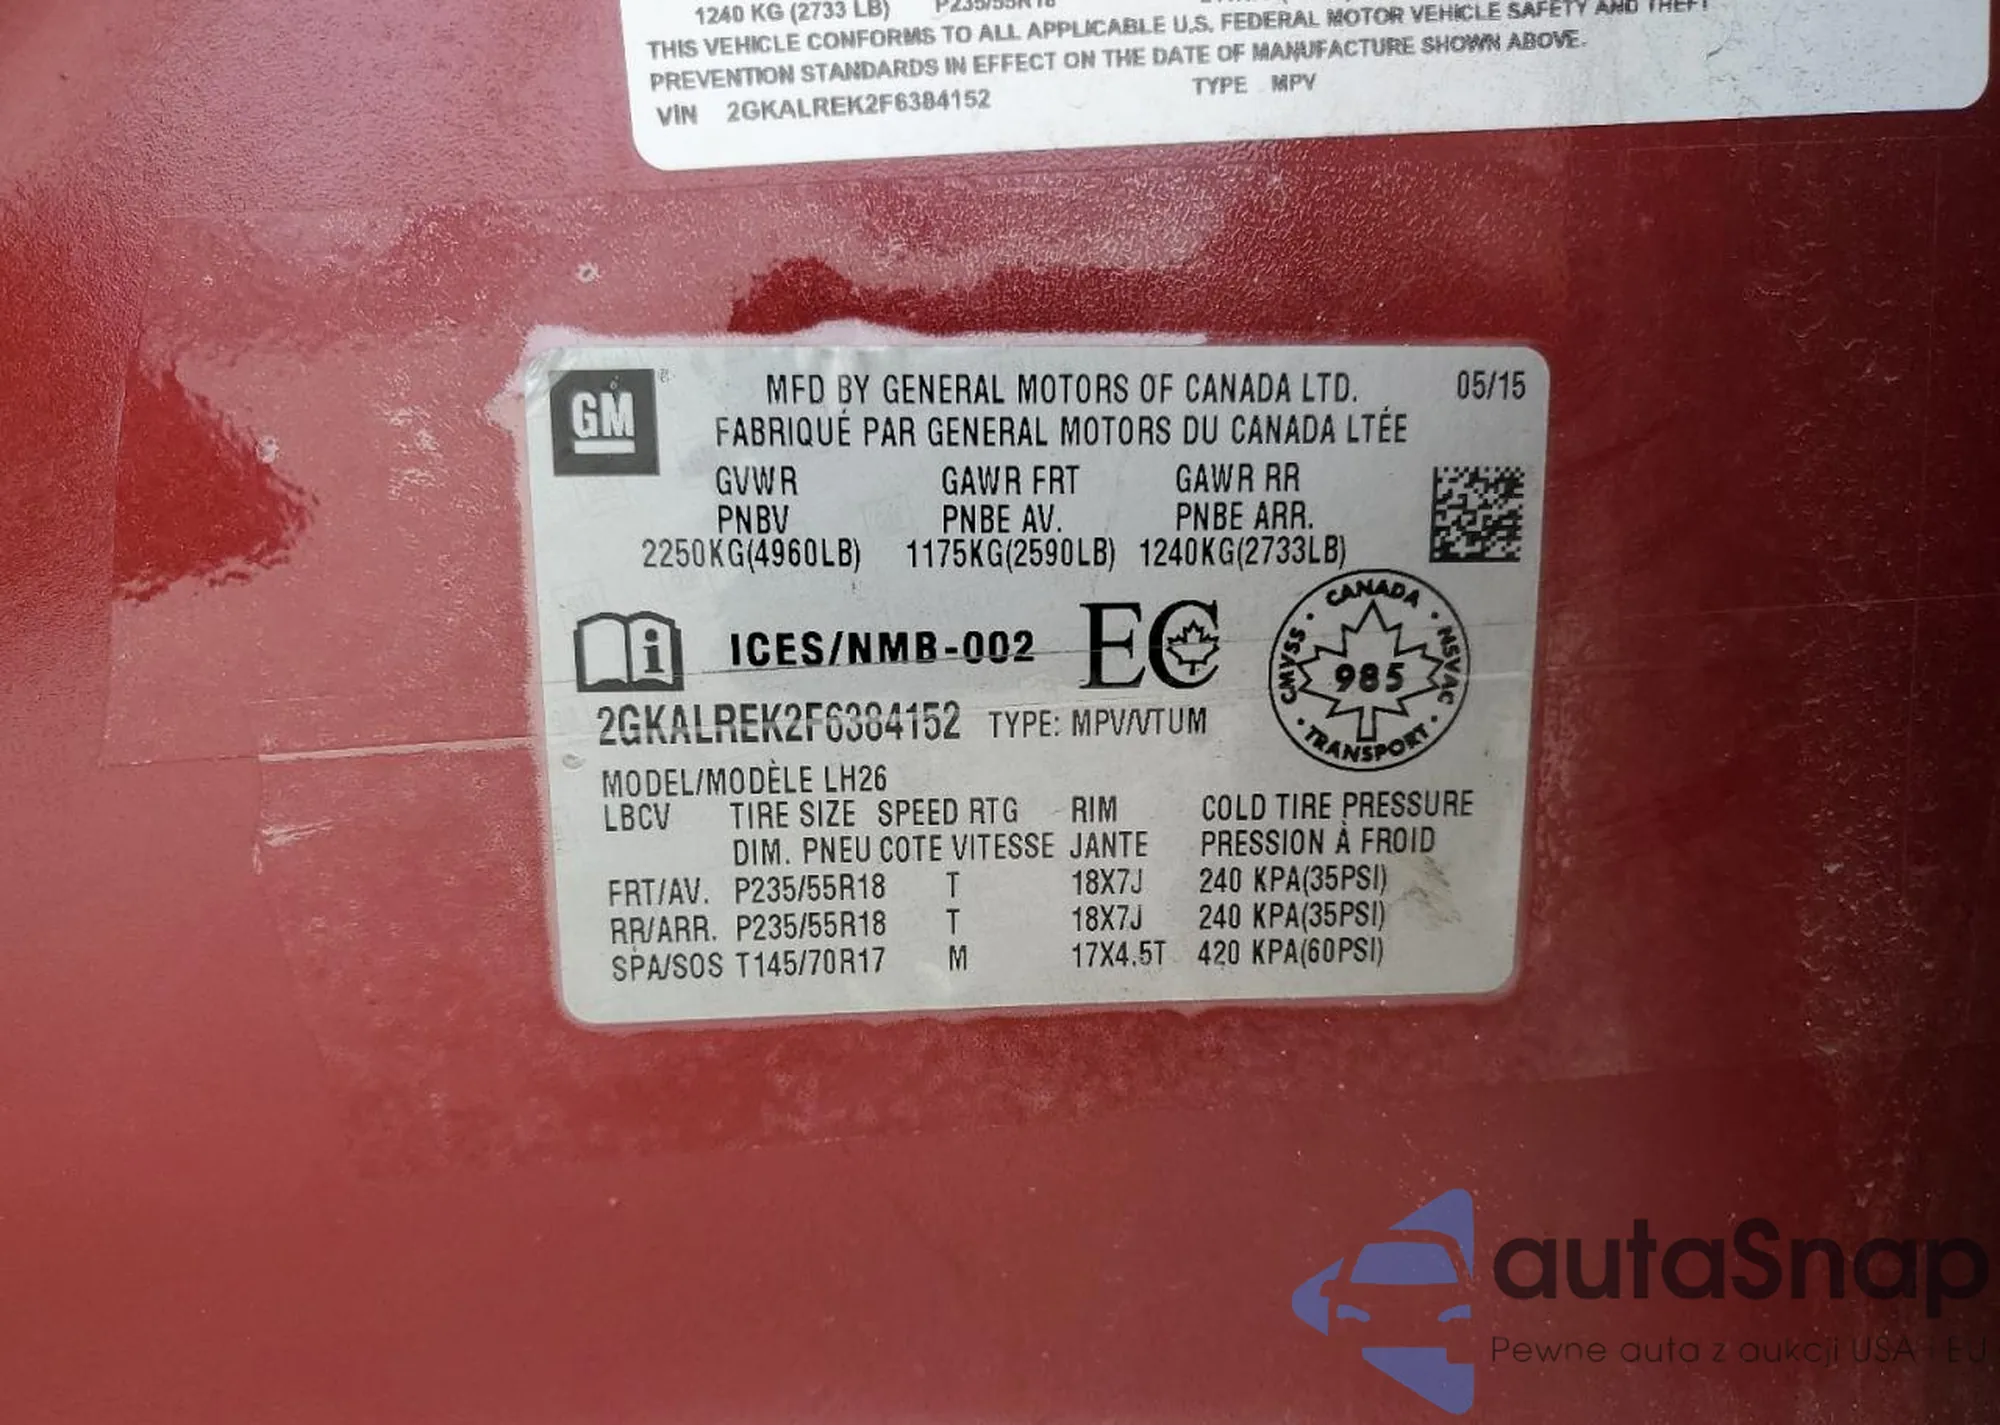 1240 KG (2733 LB) P235/55R18
THIS VEHICLE CONFORMS TO ALL APPLICABLE U.S. FEDERAL MOTOR VEHICLE SAFETY AND THEFT
PREVENTION STANDARDS IN EFFECT ON THE DATE OF MANUFACTURE SHOWN ABOVE.
VIN 2GKALREK2F6384152 TYPE MPV
GM ® MFD BY GENERAL MOTORS OF CANADA LTD. 05/15
FABRIQUÉ PAR GENERAL MOTORS DU CANADA LTÉE
GVWR GAWR FRT GAWR RR
PNBV PNBE AV. PNBE ARR.
2250KG(4960LB) 1175KG(2590LB) 1240KG(2733LB)
i ICES/NMB-002 EC
CANADA · NSVAC · TRANSPORT · CMVSS ·
985
2GKALREK2F6384152 TYPE: MPV/VTUM
MODEL/MODÈLE LH26
LBCV TIRE SIZE SPEED RTG RIM COLD TIRE PRESSURE
DIM. PNEU COTE VITESSE JANTE PRESSION À FROID
FRT/AV. P235/55R18 T 18X7J 240 KPA(35PSI)
RR/ARR. P235/55R18 T 18X7J 240 KPA(35PSI)
SPA/SOS T145/70R17 M 17X4.5T 420 KPA(60PSI)
autaSnap
Pewne auta z aukcji USA i EU